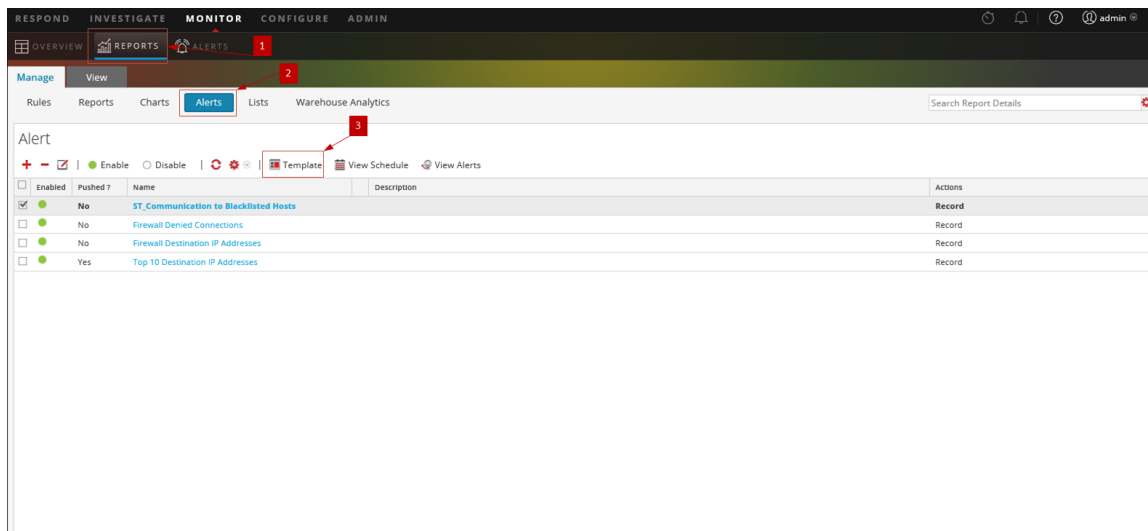 RESPOND INVESTIGATE MONITOR CONFIGURE ADMIN admin
OVERVIEW REPORTS ALERTS 1
Manage View 2
Rules Reports Charts Alerts Lists Warehouse Analytics Search Report Details
3
Alert
Enable Disable Template View Schedule View Alerts
Enabled Pushed ? Name Description Actions
No ST_Communication to Blacklisted Hosts Record
No Firewall Denied Connections Record
No Firewall Destination IP Addresses Record
Yes Top 10 Destination IP Addresses Record